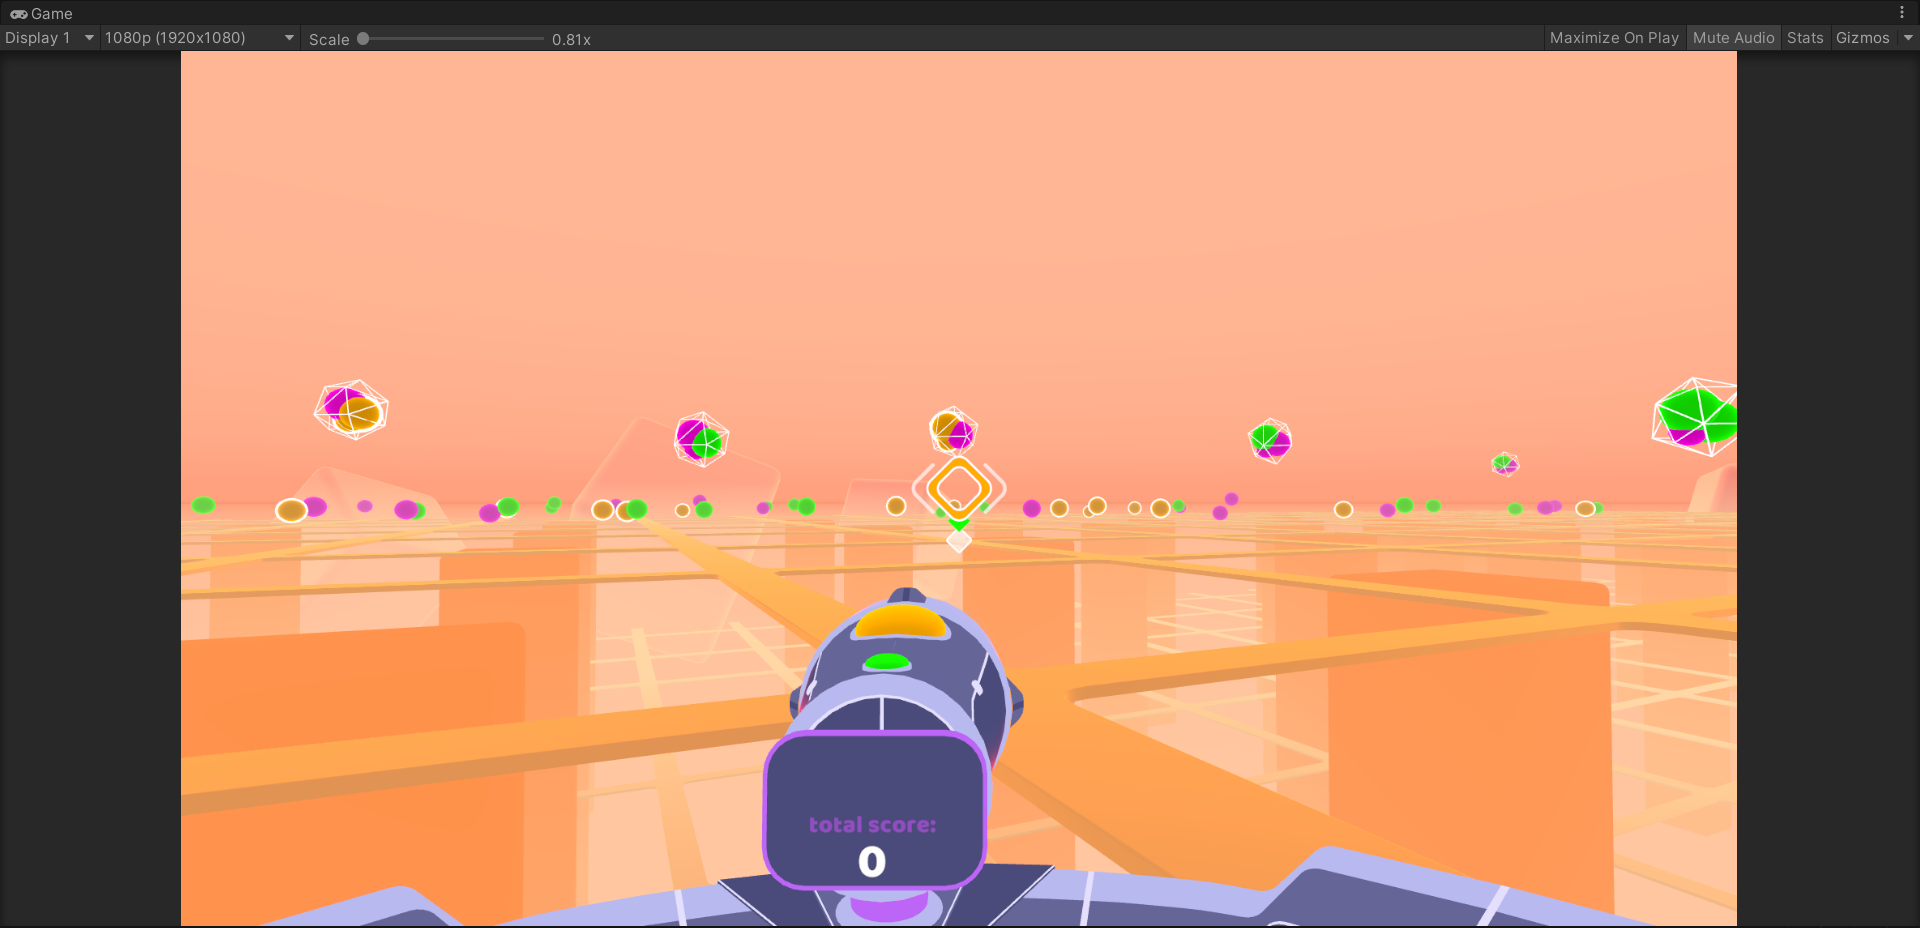 Game
Display 1
1080p (1920x1080)
Scale
0.81x
Maximize On Play
Mute Audio
Stats
Gizmos
total score:
0